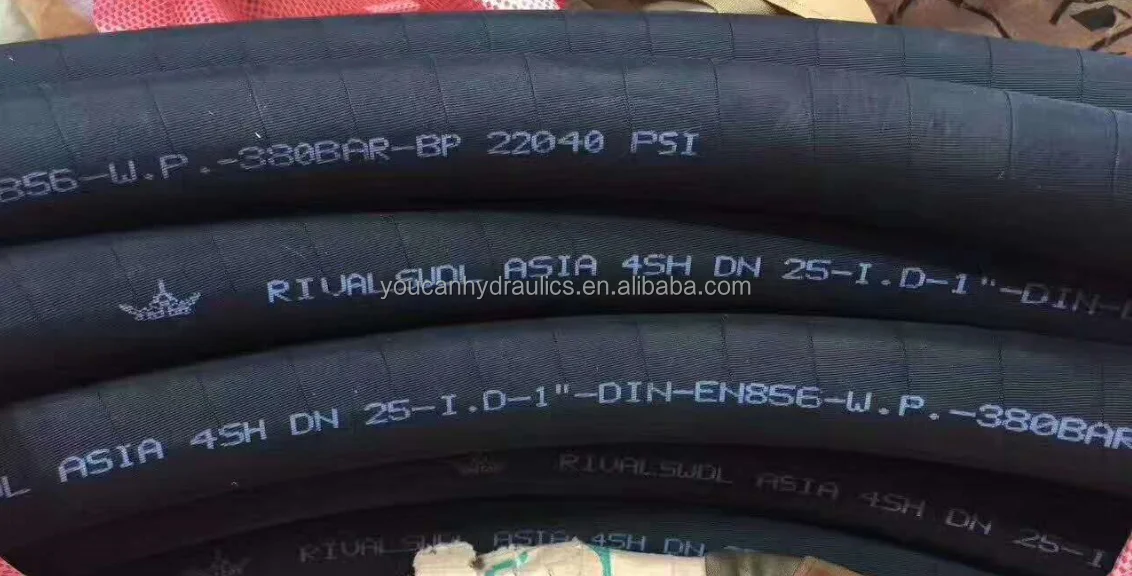 856-W.P.-380BAR-BP 22040 PSI
RIVALSWDL ASIA 4SH DN 25-I.D-1"-DIN-
youcanhydraulics.en.alibaba.com
ASIA 4SH DN 25-I.D-1"-DIN-EN856-W.P.-380BAR
RIVALSWDL ASIA 4SH DN 25-I
RIVALSWDL ASIA 4SH DN